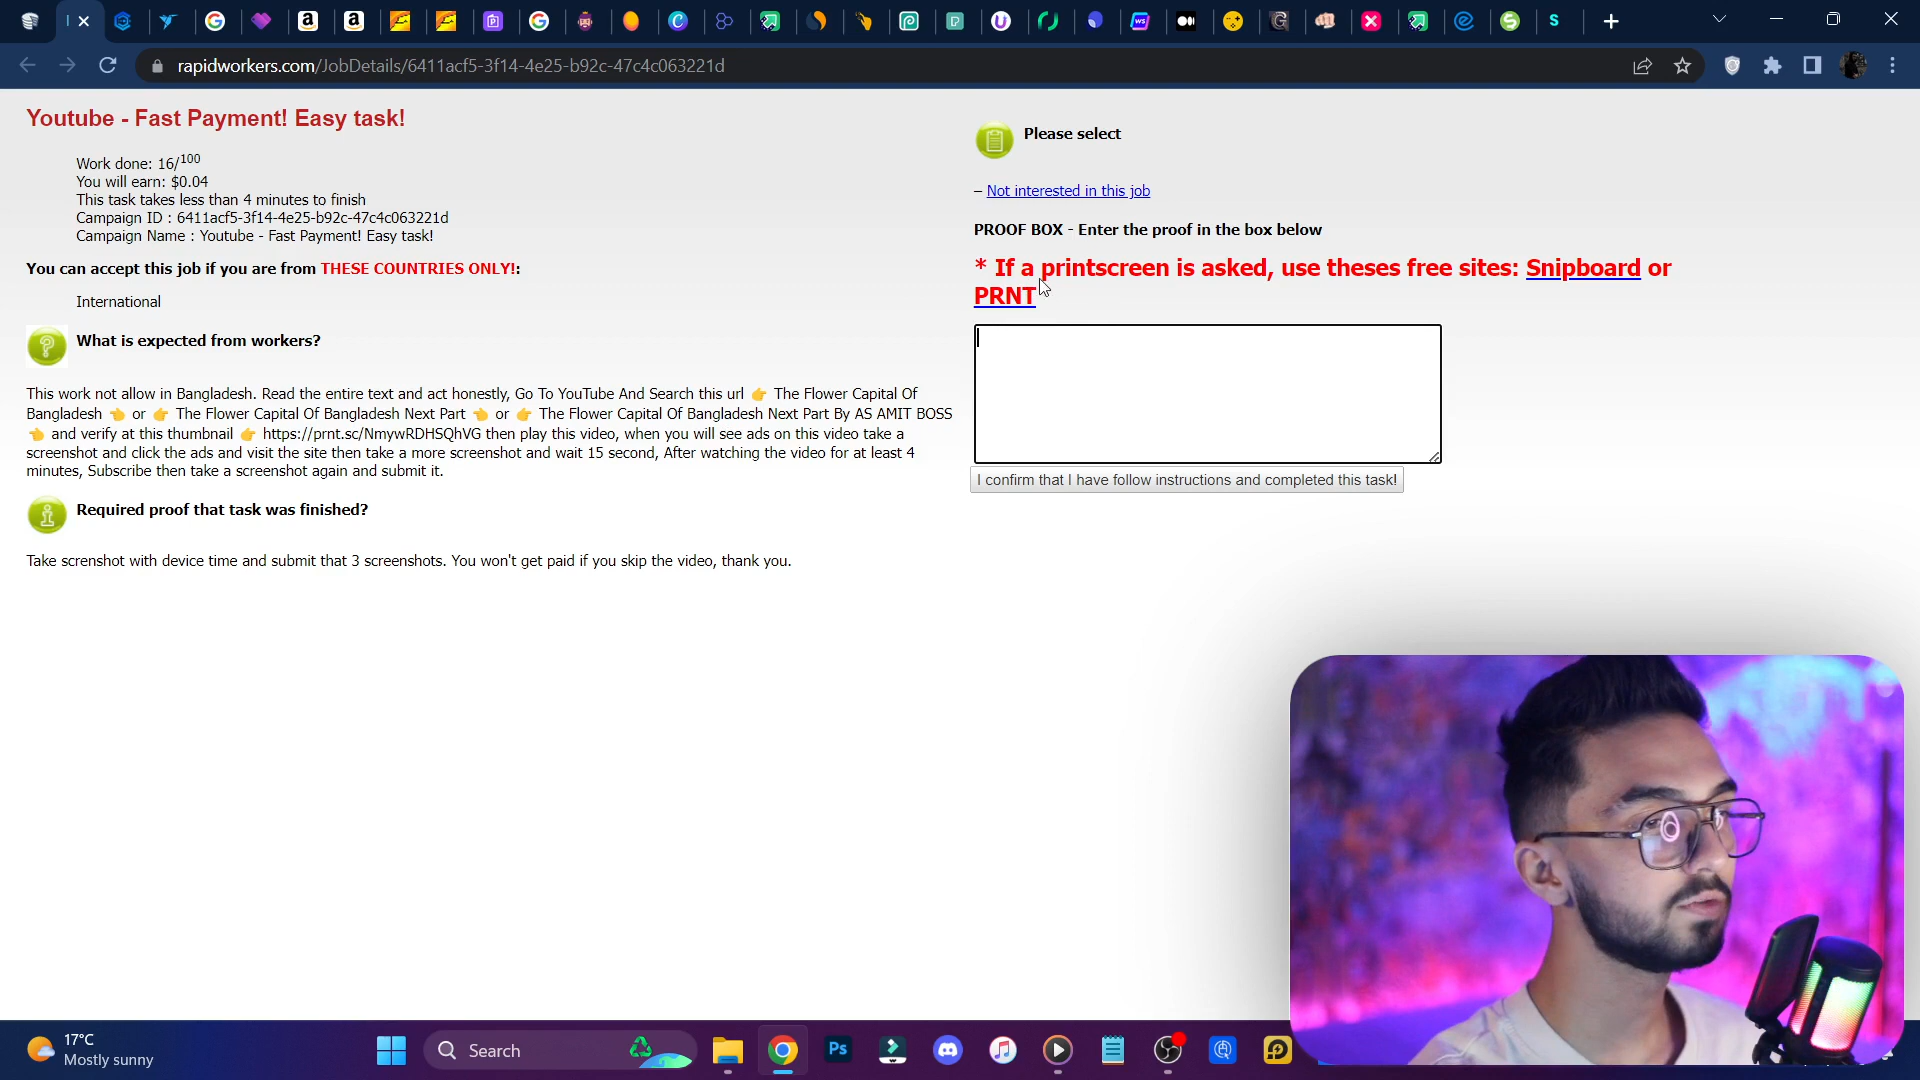 rapidworkers.com/JobDetails/6411acf5-3f14-4e25-b92c-47c4c063221d
Youtube - Fast Payment! Easy task!
Work done: 16/100
You will earn: $0.04
This task takes less than 4 minutes to finish
Campaign ID : 6411acf5-3f14-4e25-b92c-47c4c063221d
Campaign Name : Youtube - Fast Payment! Easy task!
You can accept this job if you are from THESE COUNTRIES ONLY!:
International
What is expected from workers?
This work not allow in Bangladesh. Read the entire text and act honestly, Go To YouTube And Search this url 👉 The Flower Capital Of
Bangladesh 👈 or 👉 The Flower Capital Of Bangladesh Next Part 👈 or 👉 The Flower Capital Of Bangladesh Next Part By AS AMIT BOSS
👈 and verify at this thumbnail 👉 https://prnt.sc/NmywRDHSQhVG then play this video, when you will see ads on this video take a
screenshot and click the ads and visit the site then take a more screenshot and wait 15 second, After watching the video for at least 4
minutes, Subscribe then take a screenshot again and submit it.
Required proof that task was finished?
Take screnshot with device time and submit that 3 screenshots. You won't get paid if you skip the video, thank you.
Please select
– Not interested in this job
PROOF BOX - Enter the proof in the box below
* If a printscreen is asked, use theses free sites: Snipboard or
PRNT
I confirm that I have follow instructions and completed this task!
17°C
Mostly sunny
Search
Ps